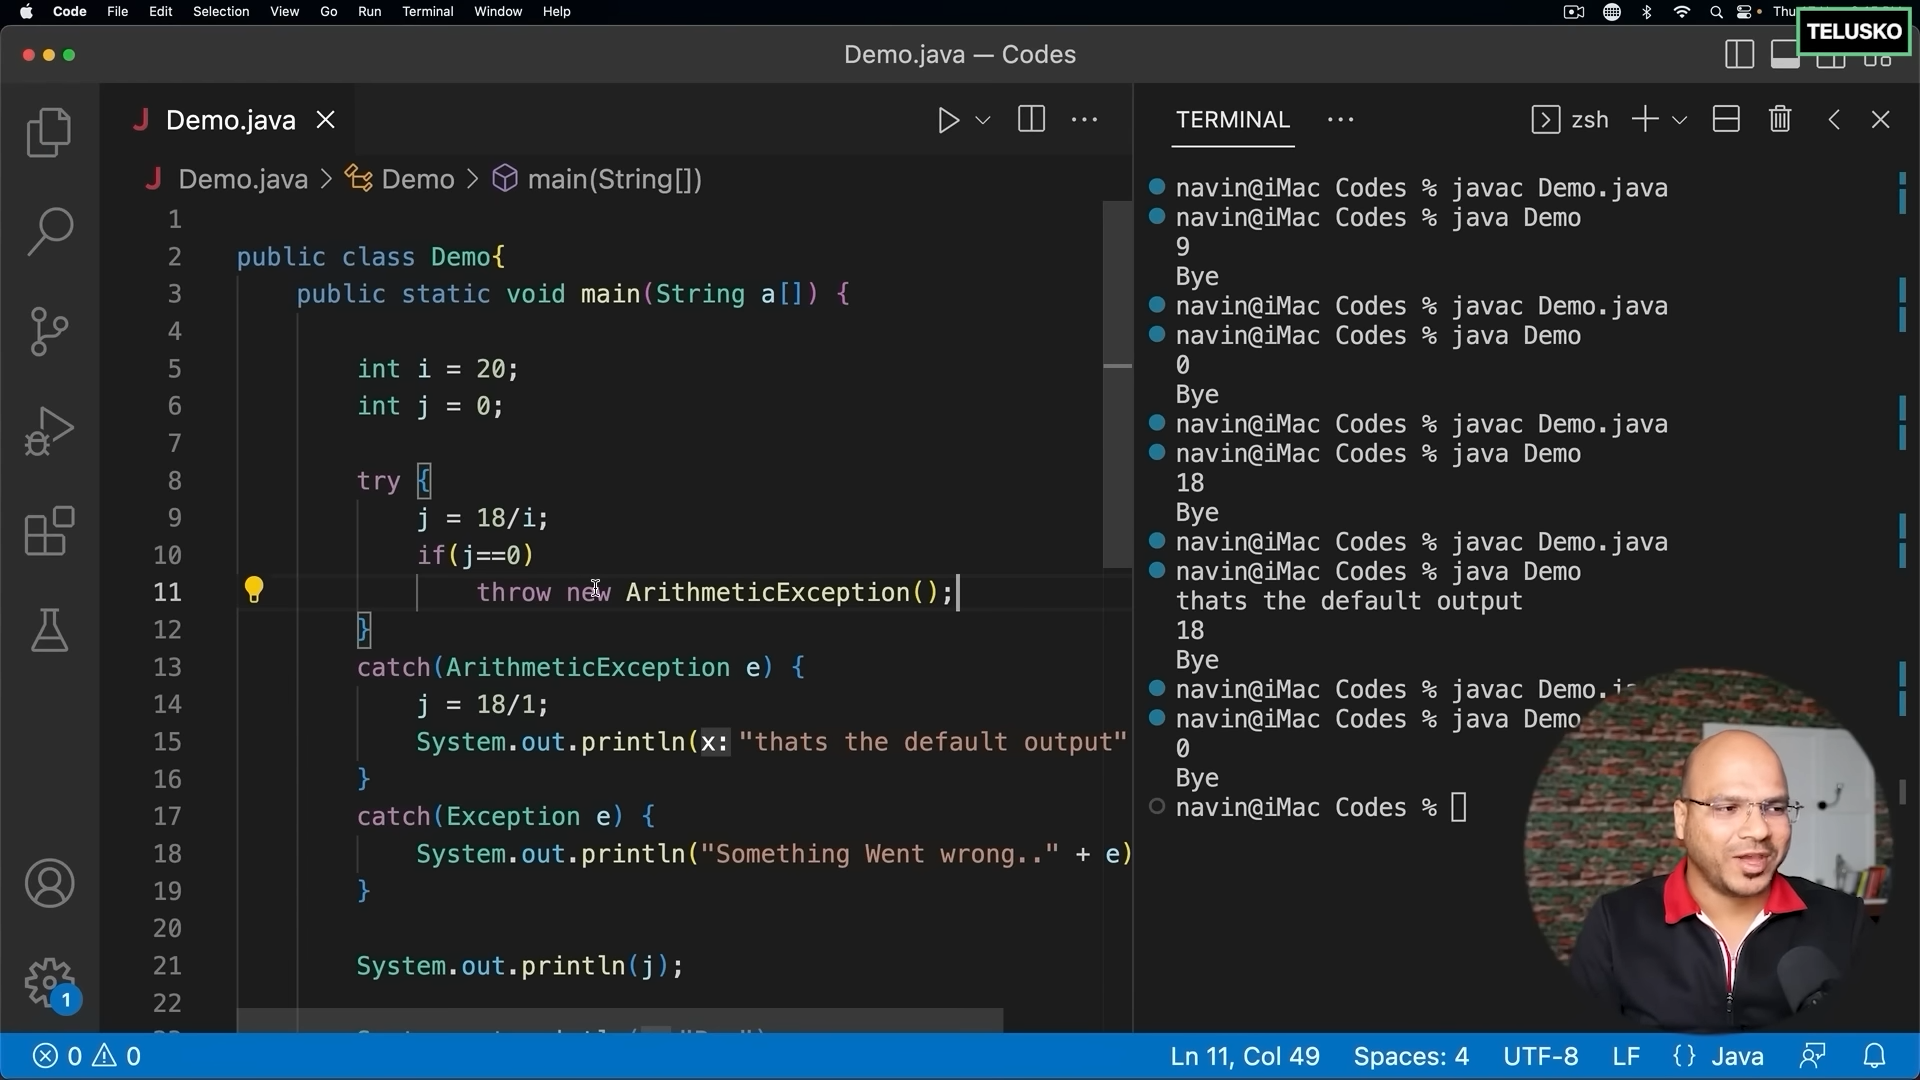 Code File Edit Selection View Go Run Terminal Window Help
Thu
TELUSKO
Demo.java — Codes
Demo.java
Demo.java > Demo > main(String[])
1
2 public class Demo{
3 public static void main(String a[]) {
4
5 int i = 20;
6 int j = 0;
7
8 try {
9 j = 18/i;
10 if(j==0)
11 throw new ArithmeticException();
12 }
13 catch(ArithmeticException e) {
14 j = 18/1;
15 System.out.println(x: "thats the default output"
16 }
17 catch(Exception e) {
18 System.out.println("Something Went wrong.." + e)
19 }
20
21 System.out.println(j);
22
TERMINAL
zsh
navin@iMac Codes % javac Demo.java
navin@iMac Codes % java Demo
9
Bye
navin@iMac Codes % javac Demo.java
navin@iMac Codes % java Demo
0
Bye
navin@iMac Codes % javac Demo.java
navin@iMac Codes % java Demo
18
Bye
navin@iMac Codes % javac Demo.java
navin@iMac Codes % java Demo
thats the default output
18
Bye
navin@iMac Codes % javac Demo.
navin@iMac Codes % java Demo
0
Bye
navin@iMac Codes %
1
0 0
Ln 11, Col 49 Spaces: 4 UTF-8 LF {} Java